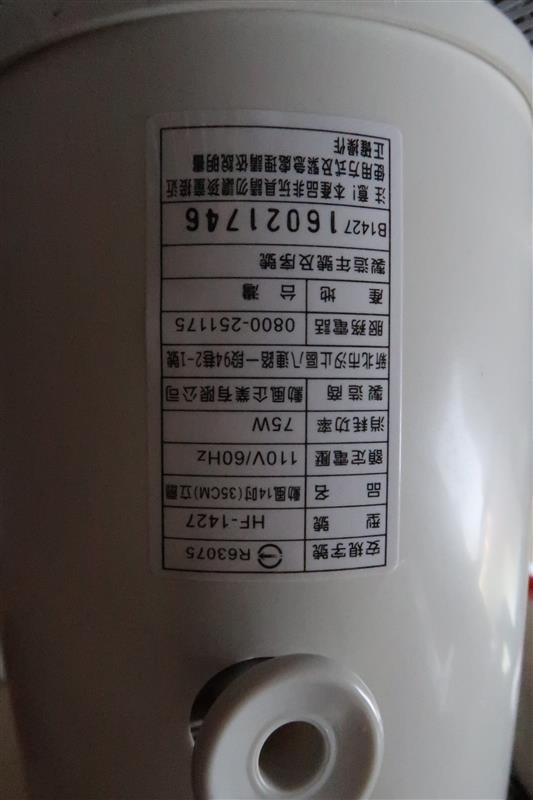 安規字號 R63075
型號 HF-1427
品名 勳風14吋(35CM)立扇
額定電壓 110V/60Hz
消耗功率 75W
製造商 勳風企業有限公司
新北市汐止區八連路一段94巷2-1號
服務電話 0800-251175
產地 台灣
製造年號及序號
B1427 16021746
注意!本產品非玩具請勿讓孩童接近
使用方式及緊急處理請依說明書
正確操作